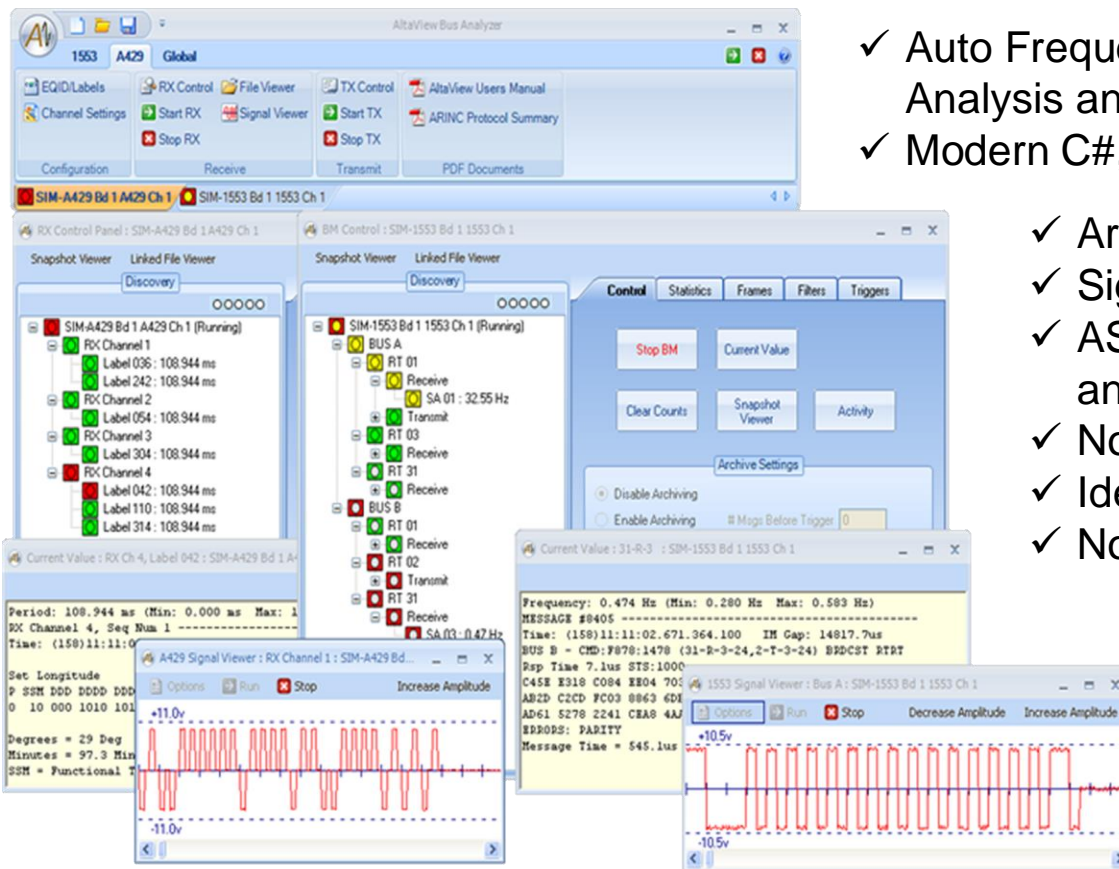 AltaView Bus Analyzer
1553 A429 Global
EQID/Labels RX Control File Viewer TX Control AltaView Users Manual
Channel Settings Start RX Signal Viewer Start TX ARINC Protocol Summary
Stop RX Stop TX
Configuration Receive Transmit PDF Documents
SIM-A429 Bd 1 A429 Ch 1 SIM-1553 Bd 1 1553 Ch 1
RX Control Panel : SIM-A429 Bd 1 A429 Ch 1
Snapshot Viewer Linked File Viewer
Discovery
SIM-A429 Bd 1 A429 Ch 1 (Running)
RX Channel 1
Label 036 : 108.944 ms
Label 242 : 108.944 ms
RX Channel 2
Label 054 : 108.944 ms
RX Channel 3
Label 304 : 108.944 ms
RX Channel 4
Label 042 : 108.944 ms
Label 110 : 108.944 ms
Label 314 : 108.944 ms
BM Control : SIM-1553 Bd 1 1553 Ch 1
Snapshot Viewer Linked File Viewer
Discovery
SIM-1553 Bd 1 1553 Ch 1 (Running)
BUS A
RT 01
Receive
SA 01 : 32.55 Hz
Transmit
RT 03
Receive
RT 31
Receive
BUS B
RT 01
Receive
RT 02
Transmit
RT 31
Receive
SA 03 : 0.47 Hz
Control Statistics Frames Filters Triggers
Stop BM Current Value
Clear Counts Snapshot Viewer Activity
Archive Settings
Disable Archiving
Enable Archiving # Msgs Before Trigger 0
Current Value : RX Ch 4, Label 042 : SIM-A429 Bd 1
Period: 108.944 ms (Min: 0.000 ms Max: 1
RX Channel 4, Seq Num 1 ----------------
Time: (158)11:11:0
Set Longitude
P SSM DDD DDDD DDD
0 10 000 1010 101
Degrees = 29 Deg
Minutes = 97.3 Min
SSM = Functional T
A429 Signal Viewer : RX Channel 1 : SIM-A429 Bd...
Options Run Stop Increase Amplitude
+11.0v
-11.0v
Current Value : 31-R-3 : SIM-1553 Bd 1 1553 Ch 1
Frequency: 0.474 Hz (Min: 0.280 Hz Max: 0.583 Hz)
MESSAGE #8405 ----------------
Time: (158)11:11:02.671.364.100 IM Gap: 14817.7us
BUS B - CMD:F878:1478 (31-R-3-24,2-T-3-24) BRDCST RTRT
Rsp Time 7.1us STS:1000
C45E E318 C084 EE04 703
AB2D C2CD FC03 8863 6D
AD61 5278 2241 CEA8 4A
ERRORS: PARITY
Message Time = 545.1us
1553 Signal Viewer : Bus A : SIM-1553 Bd 1 1553 Ch 1
Options Run Stop Decrease Amplitude Increase Amplitude
+10.5v
-10.5v
✓ Auto Freque
Analysis an
✓ Modern C#
✓ Ar
✓ Sig
✓ AS
an
✓ No
✓ Ide
✓ No